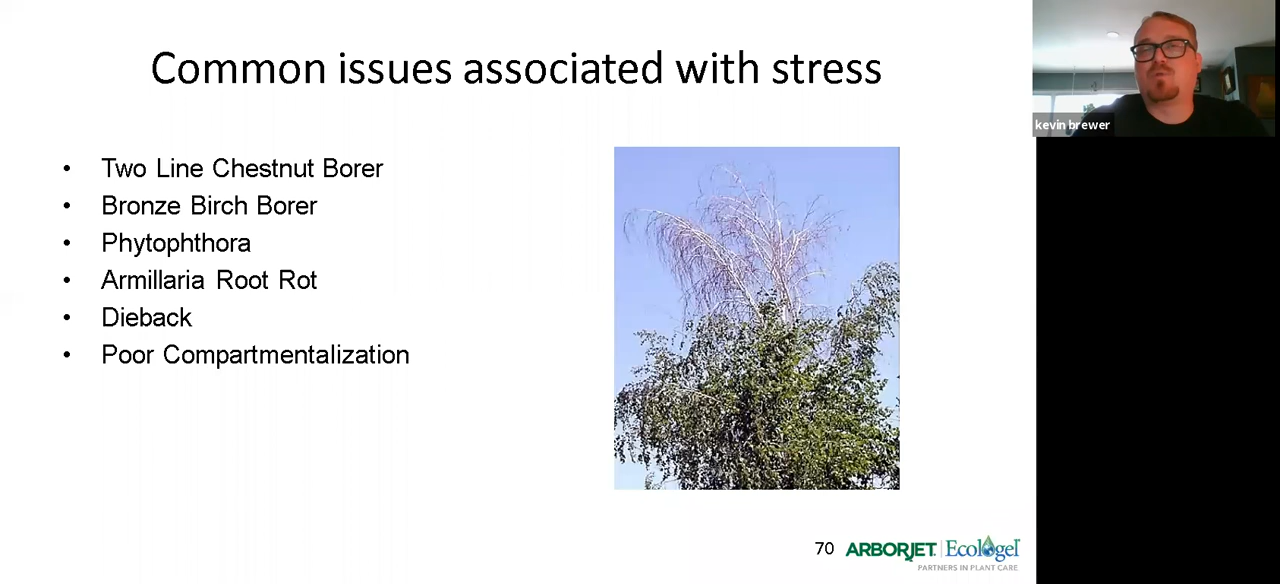 Common issues associated with stress
kevin brewer
• Two Line Chestnut Borer
• Bronze Birch Borer
• Phytophthora
• Armillaria Root Rot
• Dieback
• Poor Compartmentalization
70 ARBORJET Ecologel
PARTNERS IN PLANT CARE